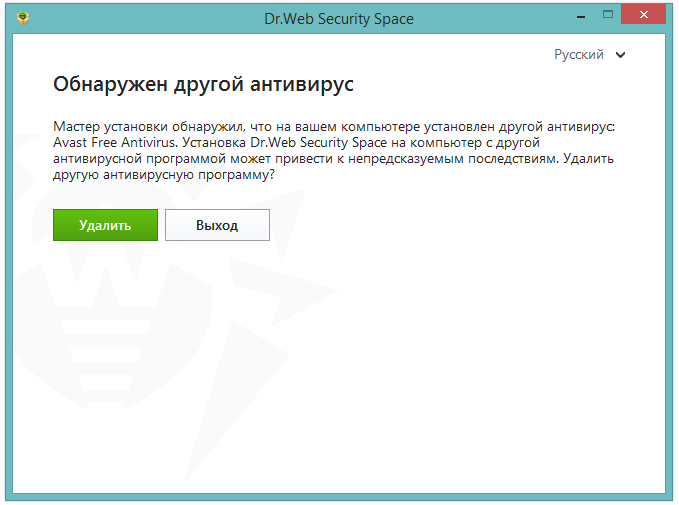 Dr.Web Security Space
Русский
Обнаружен другой антивирус
Мастер установки обнаружил, что на вашем компьютере установлен другой антивирус:
Avast Free Antivirus. Установка Dr.Web Security Space на компьютер с другой
антивирусной программой может привести к непредсказуемым последствиям. Удалить
другую антивирусную программу?
Удалить
Выход